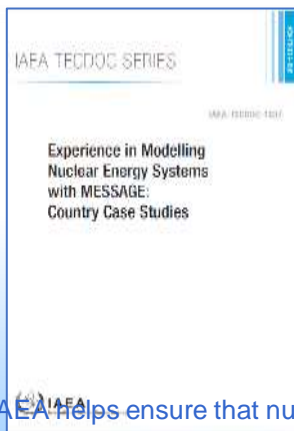 IAEA TECDOC SERIES
Experience in Modelling
Nuclear Energy Systems
with MESSAGE:
Country Case Studies
IAEA
AEA helps ensure that nu